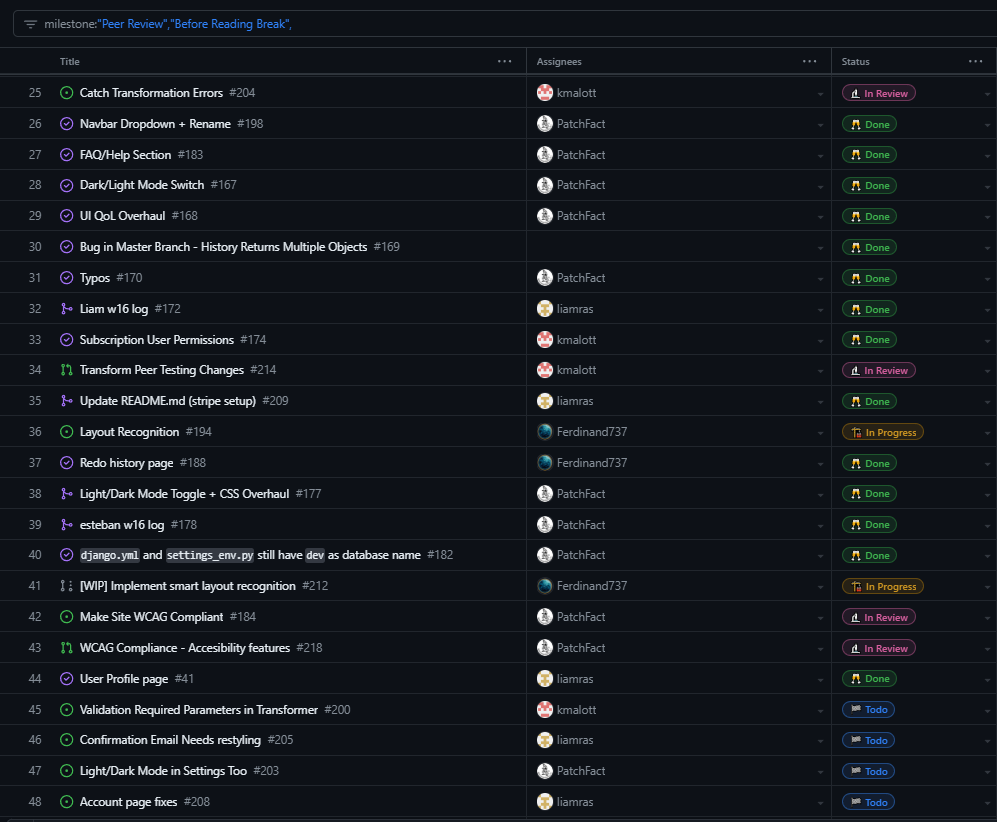 milestone:"Peer Review","Before Reading Break",
Title ... Assignees ... Status ...
25 Catch Transformation Errors #204 kmalott In Review
26 Navbar Dropdown + Rename #198 PatchFact Done
27 FAQ/Help Section #183 PatchFact Done
28 Dark/Light Mode Switch #167 PatchFact Done
29 UI QoL Overhaul #168 PatchFact Done
30 Bug in Master Branch - History Returns Multiple Objects #169 Done
31 Typos #170 PatchFact Done
32 Liam w16 log #172 liamras Done
33 Subscription User Permissions #174 kmalott Done
34 Transform Peer Testing Changes #214 kmalott In Review
35 Update README.md (stripe setup) #209 liamras Done
36 Layout Recognition #194 Ferdinand737 In Progress
37 Redo history page #188 Ferdinand737 Done
38 Light/Dark Mode Toggle + CSS Overhaul #177 PatchFact Done
39 esteban w16 log #178 PatchFact Done
40 django.yml and settings_env.py still have dev as database name #182 PatchFact Done
41 [WIP] Implement smart layout recognition #212 Ferdinand737 In Progress
42 Make Site WCAG Compliant #184 PatchFact In Review
43 WCAG Compliance - Accesibility features #218 PatchFact In Review
44 User Profile page #41 liamras Done
45 Validation Required Parameters in Transformer #200 kmalott Todo
46 Confirmation Email Needs restyling #205 liamras Todo
47 Light/Dark Mode in Settings Too #203 PatchFact Todo
48 Account page fixes #208 liamras Todo